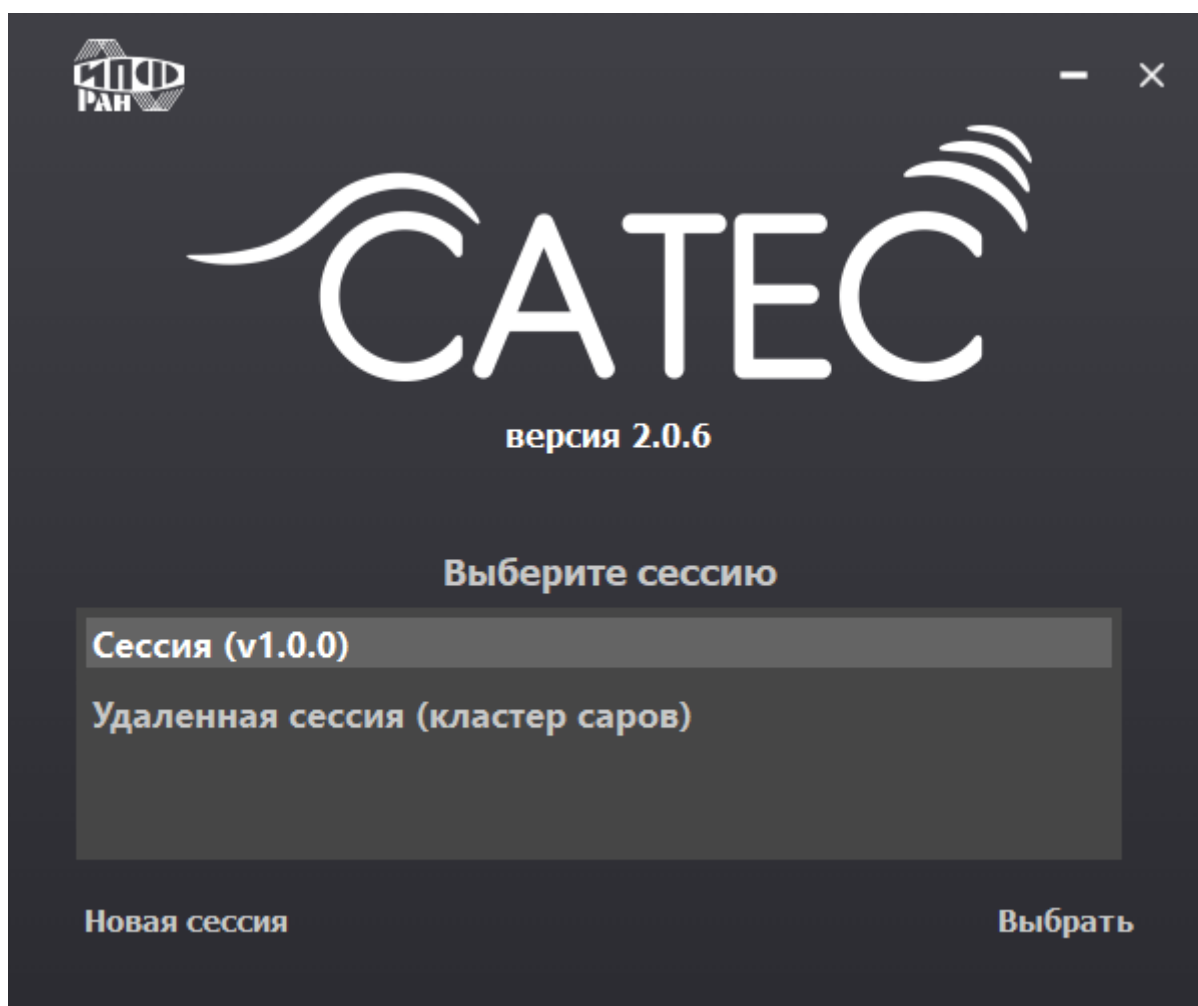 ИПФ
РАН
CATEC
версия 2.0.6
Выберите сессию
Сессия (v1.0.0)
Удаленная сессия (кластер саров)
Новая сессия
Выбрать